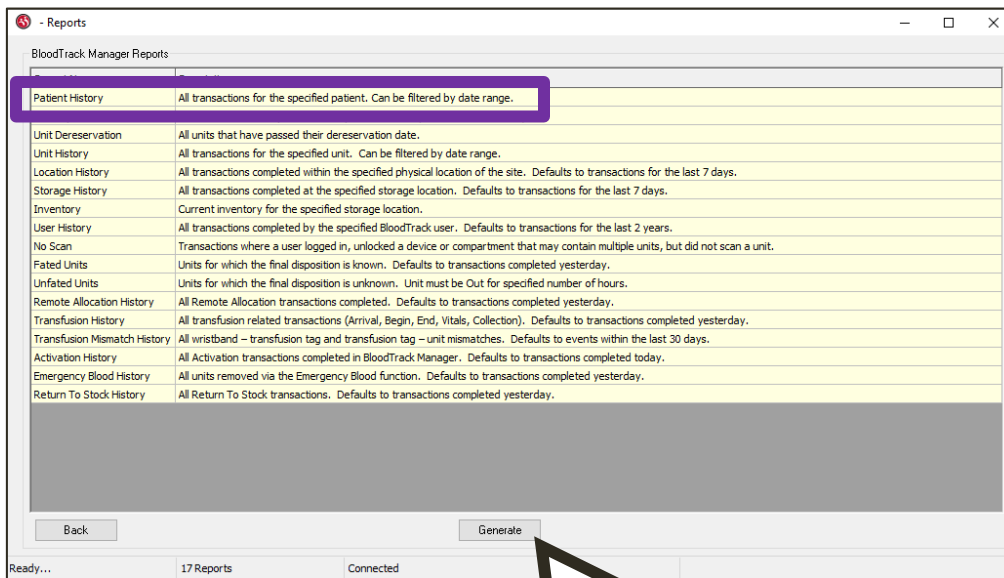 - Reports
BloodTrack Manager Reports
Patient History All transactions for the specified patient. Can be filtered by date range.
Unit Dereservation All units that have passed their dereservation date.
Unit History All transactions for the specified unit. Can be filtered by date range.
Location History All transactions completed within the specified physical location of the site. Defaults to transactions for the last 7 days.
Storage History All transactions completed at the specified storage location. Defaults to transactions for the last 7 days.
Inventory Current inventory for the specified storage location.
User History All transactions completed by the specified BloodTrack user. Defaults to transactions for the last 2 years.
No Scan Transactions where a user logged in, unlocked a device or compartment that may contain multiple units, but did not scan a unit.
Fated Units Units for which the final disposition is known. Defaults to transactions completed yesterday.
Unfated Units Units for which the final disposition is unknown. Unit must be Out for specified number of hours.
Remote Allocation History All Remote Allocation transactions completed. Defaults to transactions completed yesterday.
Transfusion History All transfusion related transactions (Arrival, Begin, End, Vitals, Collection). Defaults to transactions completed yesterday.
Transfusion Mismatch History All wristband – transfusion tag and transfusion tag – unit mismatches. Defaults to events within the last 30 days.
Activation History All Activation transactions completed in BloodTrack Manager. Defaults to transactions completed today.
Emergency Blood History All units removed via the Emergency Blood function. Defaults to transactions completed yesterday.
Return To Stock History All Return To Stock transactions. Defaults to transactions completed yesterday.
Back Generate
Ready... 17 Reports Connected